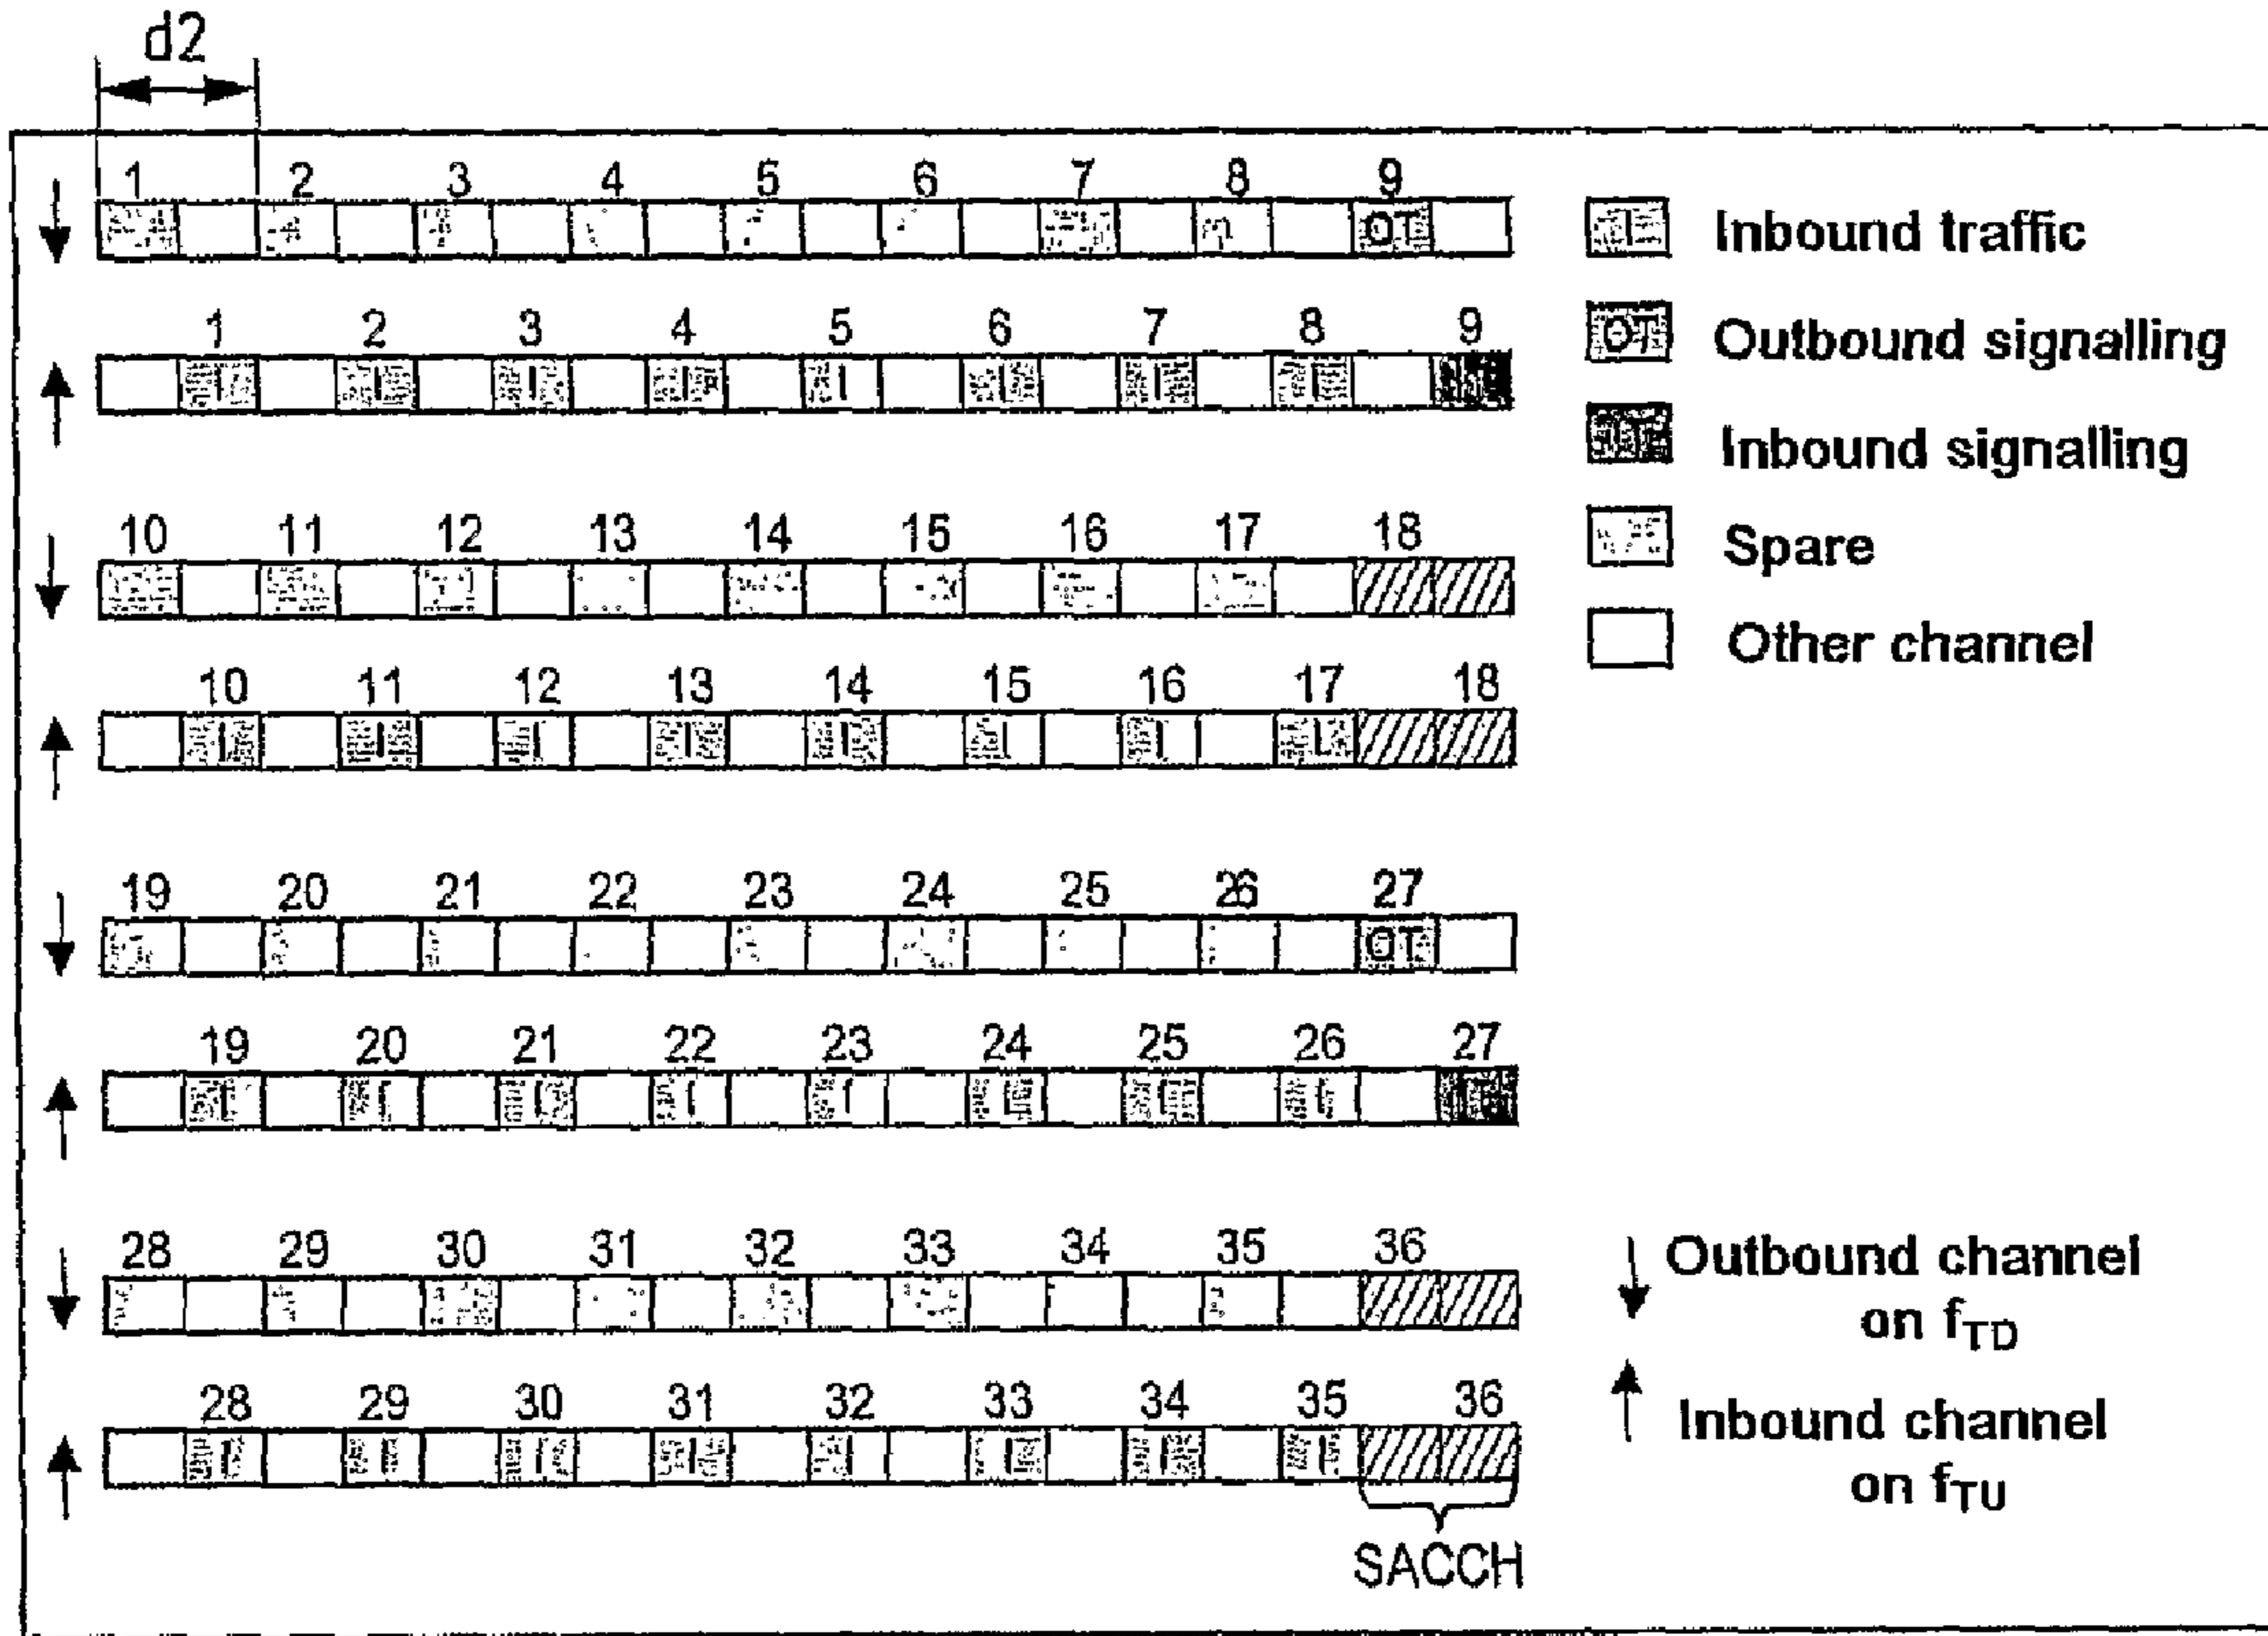 d2
1 2 3 4 5 6 7 8 9
OT
I Inbound traffic
1 2 3 4 5 6 7 8 9
I I I I I I I I
OT Outbound signalling
Inbound signalling
10 11 12 13 14 15 16 17 18
Spare
Other channel
10 11 12 13 14 15 16 17 18
I I I I I I I I
19 20 21 22 23 24 25 26 27
OT
19 20 21 22 23 24 25 26 27
I I I I I I I I
28 29 30 31 32 33 34 35 36
Outbound channel
on fTD
28 29 30 31 32 33 34 35 36
I I I I I I I I
Inbound channel
on fTU
SACCH